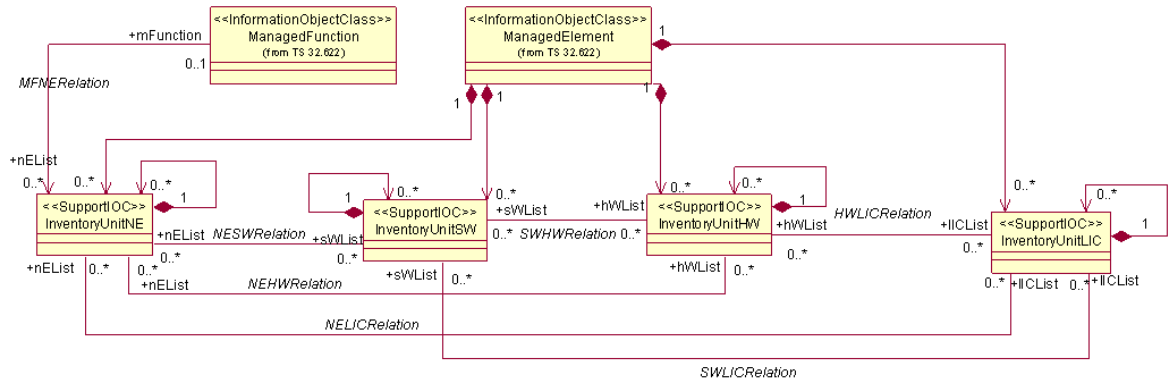 <<InformationObjectClass>>
ManagedFunction
(from TS 32.622)
<<InformationObjectClass>>
ManagedElement
(from TS 32.622)
+mFunction
0..1
MFNERelation
1
1
1
1
+nEList
0..*
0..*
0..*
1
<<SupportIOC>>
InventoryUnitNE
1
0..*
0..*
<<SupportIOC>>
InventoryUnitSW
0..*
0..*
1
<<SupportIOC>>
InventoryUnitHW
0..*
0..*
1
<<SupportIOC>>
InventoryUnitLIC
+nEList
NESWRelation
+sWList
0..*
0..*
+sWList
+hWList
0..*
SWHWRelation
0..*
+hWList
HWLICRelation
+lICList
0..*
0..*
+nEList
0..*
0..*
+nEList
NEHWRelation
+hWList
0..*
+sWList
0..*
NELICRelation
0..*
+lICList
0..*
+lICList
SWLICRelation